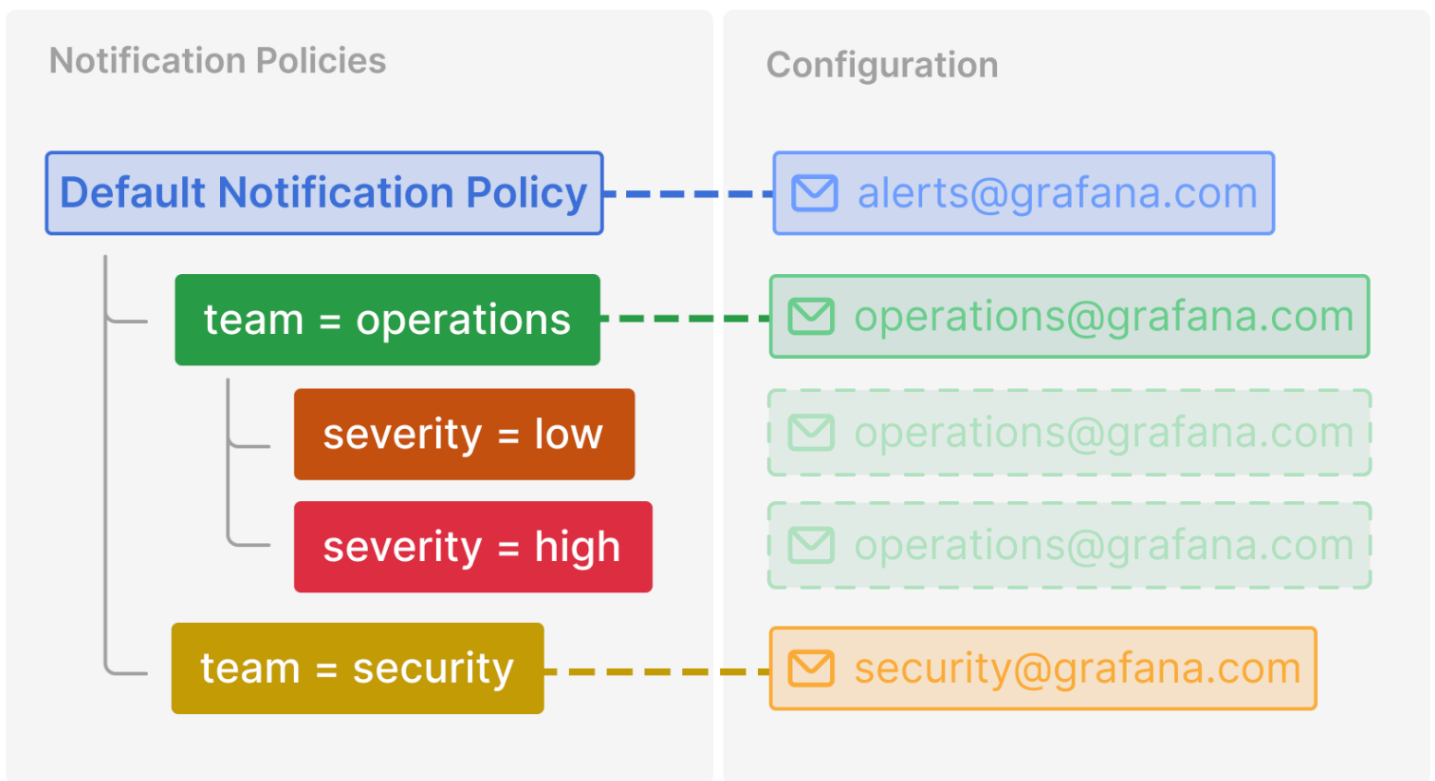 Notification Policies
Configuration
Default Notification Policy
alerts@grafana.com
team = operations
operations@grafana.com
severity = low
operations@grafana.com
severity = high
operations@grafana.com
team = security
security@grafana.com